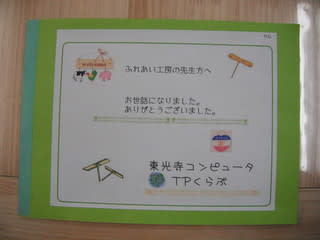 ふれあい工房の先生方へ
お世話になりました。
ありがとうございました。
東光寺コンピュータ
TPくらぶ